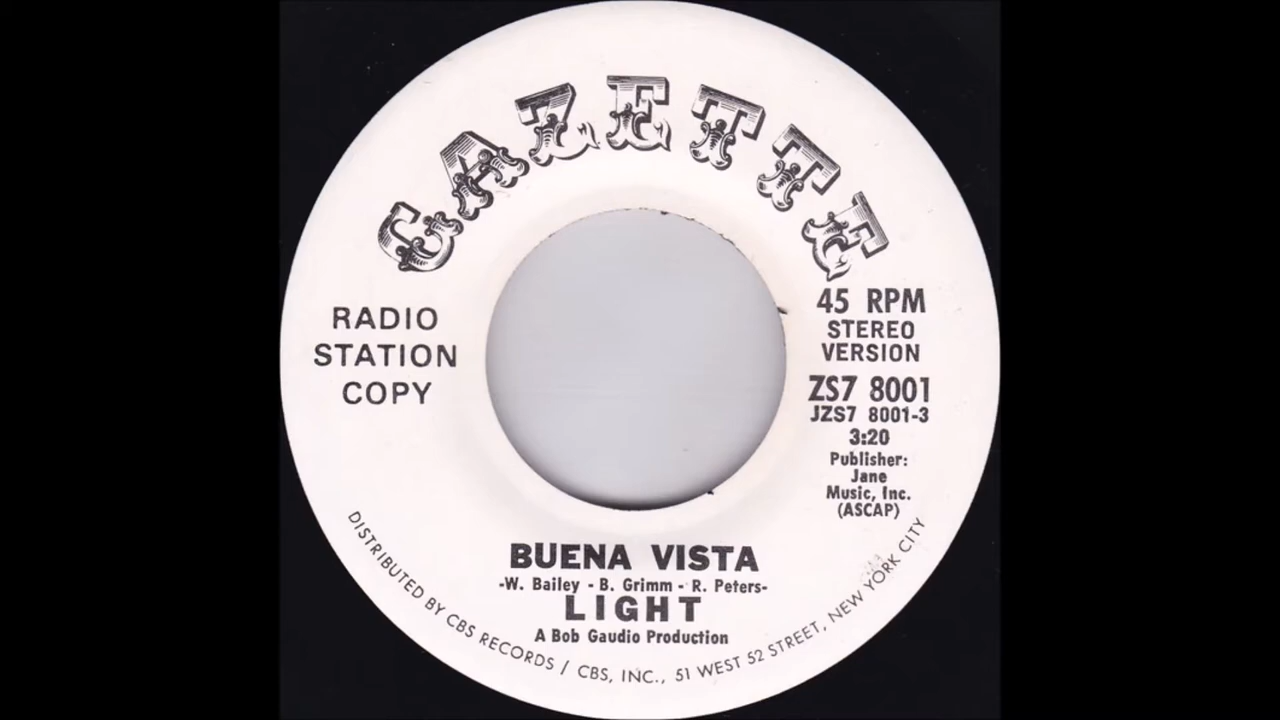 GAZETTE
RADIO
STATION
COPY
45 RPM
STEREO
VERSION
ZS7 8001
JZS7 8001-3
3:20
Publisher:
Jane
Music, Inc.
(ASCAP)
BUENA VISTA
-W. Bailey - B. Grimm - R. Peters-
LIGHT
A Bob Gaudio Production
DISTRIBUTED BY CBS RECORDS / CBS, INC., 51 WEST 52 STREET, NEW YORK CITY